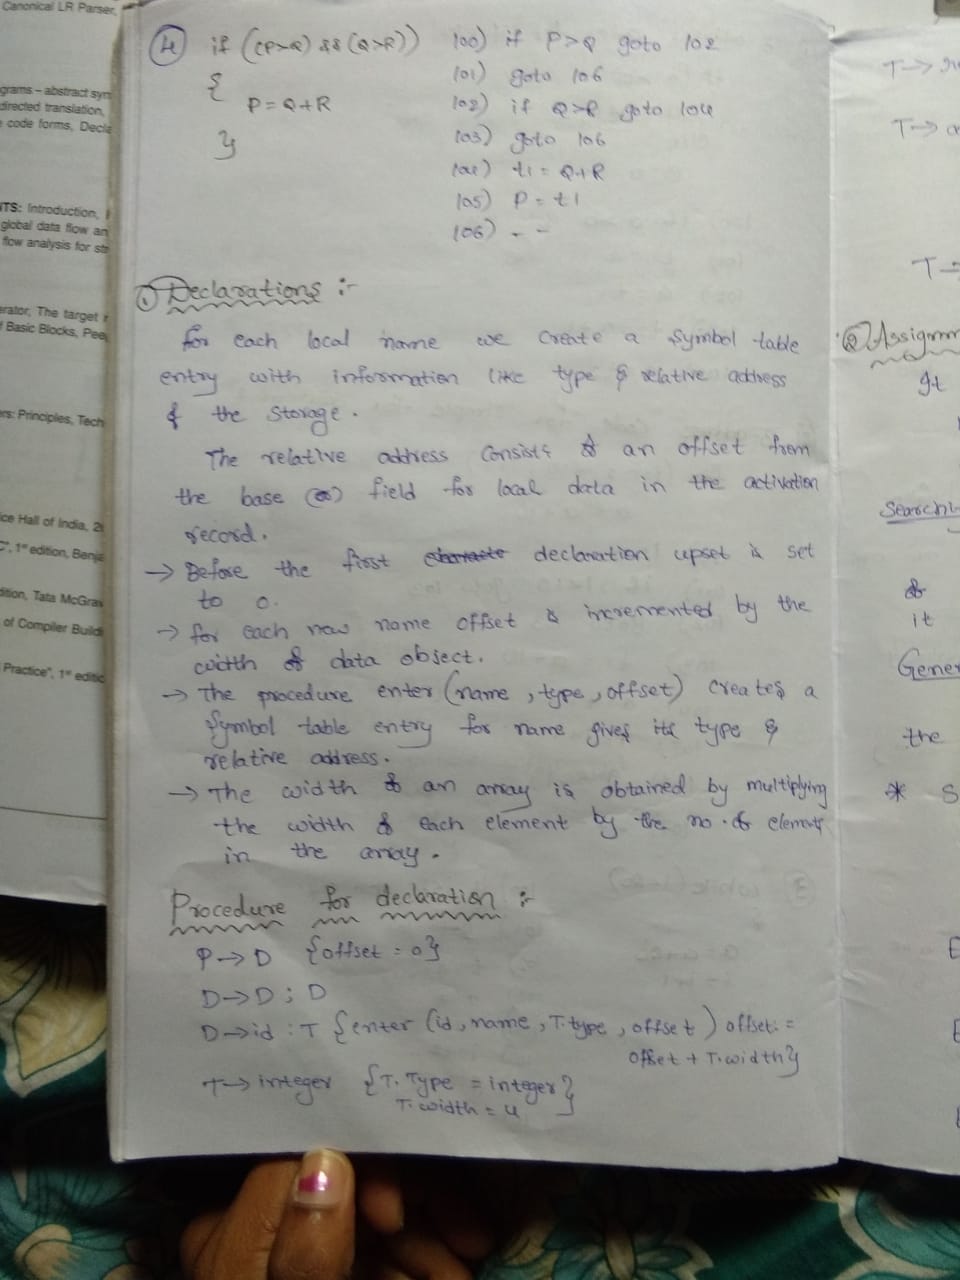 Canonical LR Parser,
grams – abstract syn
directed translation,
code forms, Decla
TS: Introduction,
global data flow an
flow analysis for str
erator, The target
Basic Blocks, Pee
rs: Principles, Tech
ice Hall of India, 2
1st edition, Benja
dition, Tata McGraw
of Compiler Buildi
Practice", 1st editio
4 if ((P>Q) && (Q>R))
{
P=Q+R
}
100) if P>Q goto 102
101) goto 106
102) if Q>R goto 104
103) goto 106
104) t1 = Q+R
105) P = t1
106) - -
① Declarations :-
for each local name we create a symbol table
entry with information like type & relative address
& the storage.
The relative address consists of an offset from
the base (or) field for local data in the activation
record.
→ Before the first declaration upset is set
to 0.
→ for each new name offset is incremented by the
width of data object.
→ The procedure enter (name, type, offset) creates a
symbol table entry for name gives its type &
relative address.
→ The width of an array is obtained by multiplying
the width of each element by the no. of elements
in the array.
Procedure for declaration :-
P→D {offset = 0}
D→D ; D
D→id : T {enter (id, name, T.type, offset) offset: =
offset + T.width}
T→integer {T.Type = integer}
T.width = 4
T→
T→
T→
② Assignm
It
Searchi
of
it
Gener
the
* S
E
E